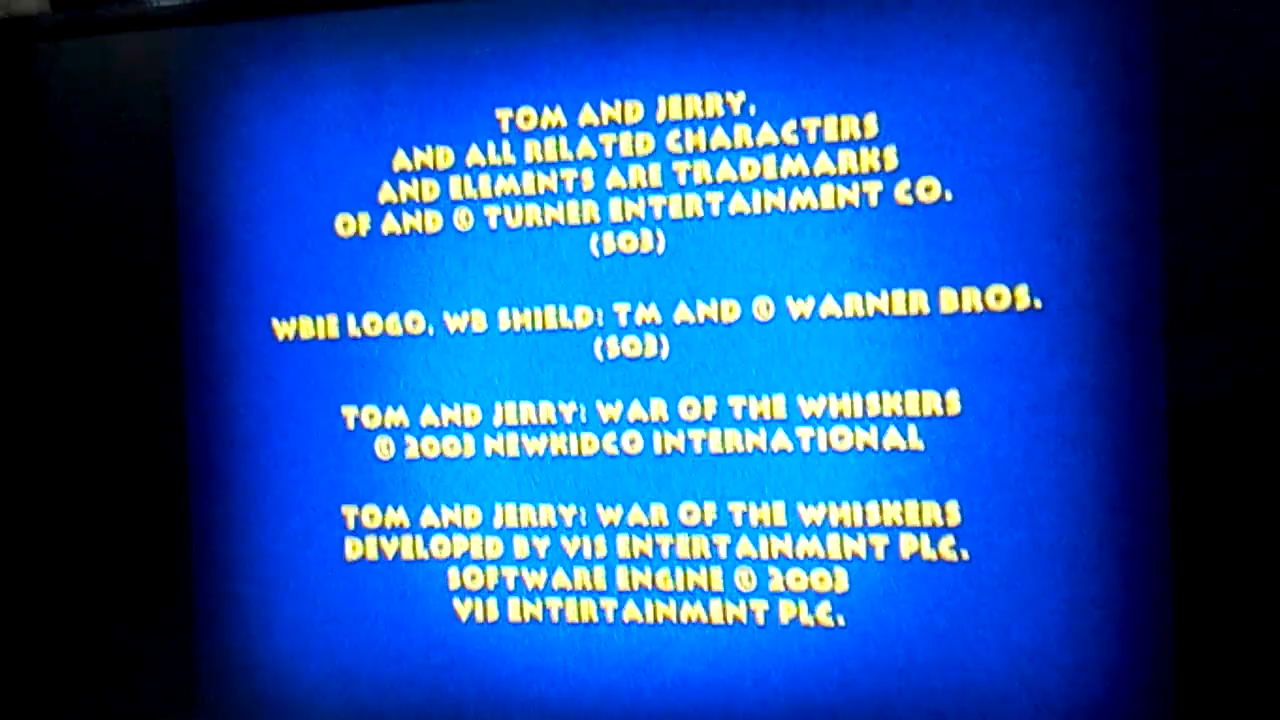 TOM AND JERRY,
AND ALL RELATED CHARACTERS
AND ELEMENTS ARE TRADEMARKS
OF AND © TURNER ENTERTAINMENT CO.
(S03)
WBIE LOGO, WB SHIELD: TM AND © WARNER BROS.
(S03)
TOM AND JERRY: WAR OF THE WHISKERS
© 2003 NEWKIDCO INTERNATIONAL
TOM AND JERRY: WAR OF THE WHISKERS
DEVELOPED BY VIS ENTERTAINMENT PLC.
SOFTWARE ENGINE © 2003
VIS ENTERTAINMENT PLC.